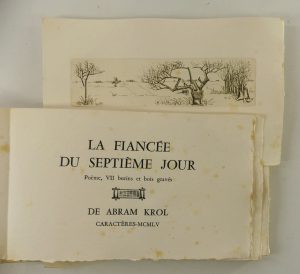 LA FIANCÉE
DU SEPTIÈME JOUR
Poème, VII burins et bois gravés
DE ABRAM KROL
CARACTÈRES-MCMLV